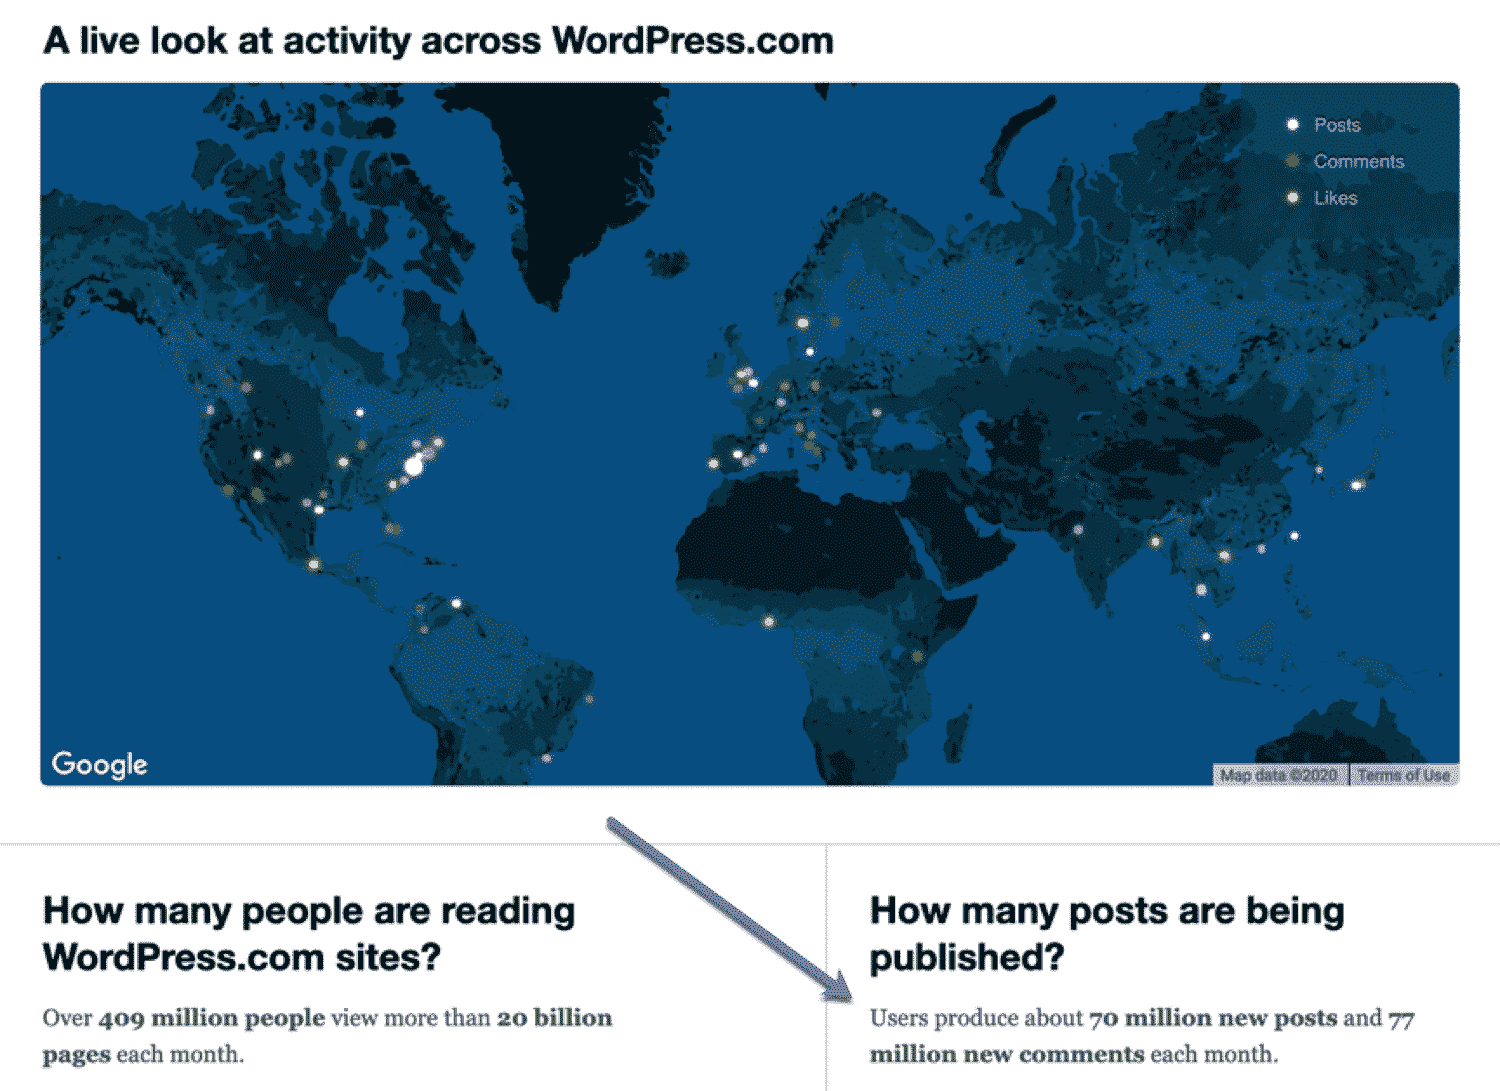 A live look at activity across WordPress.com
Posts
Comments
Likes
Google
Map data ©2020
Terms of Use
How many people are reading
WordPress.com sites?
Over 409 million people view more than 20 billion
pages each month.
How many posts are being
published?
Users produce about 70 million new posts and 77
million new comments each month.